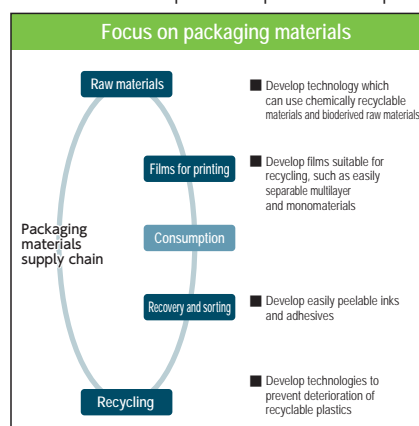 Focus on packaging materials
Raw materials
■ Develop technology which
can use chemically recyclable
materials and bioderived raw materials
Films for printing
■ Develop films suitable for
recycling, such as easily
separable multilayer
and monomaterials
Packaging
materials
supply chain
Consumption
Recovery and sorting
■ Develop easily peelable inks
and adhesives
Recycling
■ Develop technologies to
prevent deterioration of
recyclable plastics